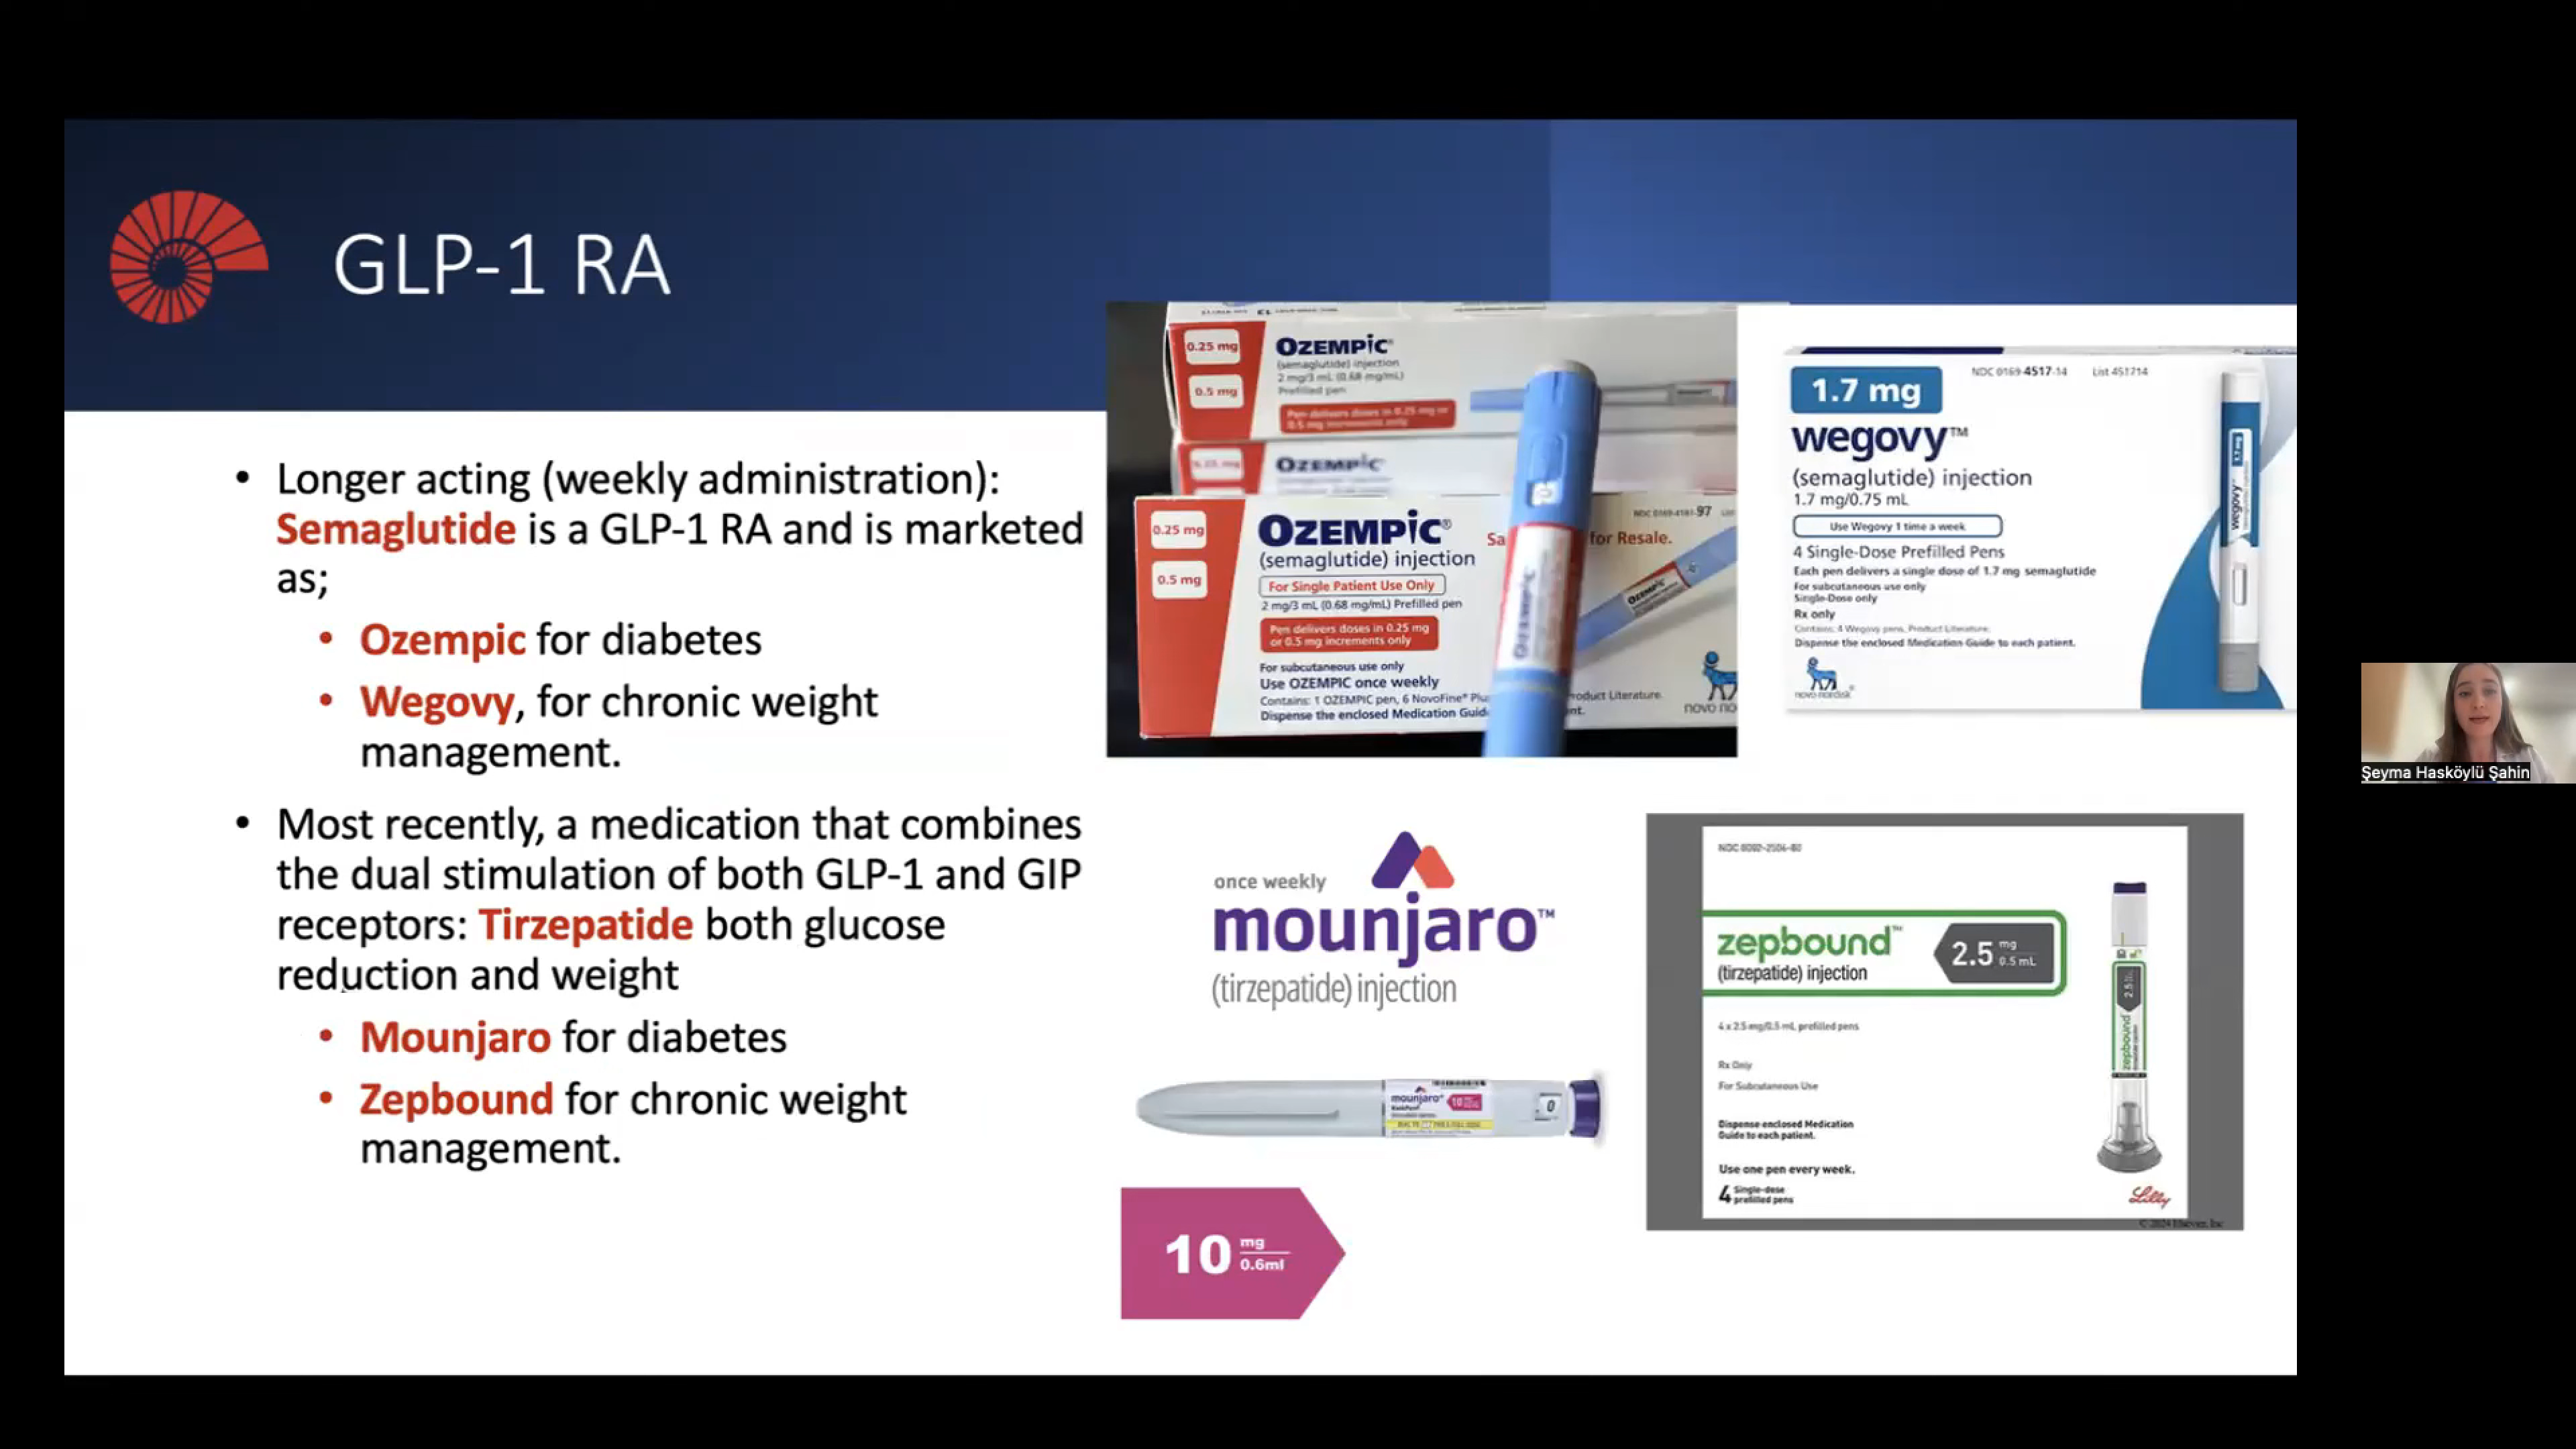 GLP-1 RA
• Longer acting (weekly administration):
Semaglutide is a GLP-1 RA and is marketed
as;
• Ozempic for diabetes
• Wegovy, for chronic weight
management.
• Most recently, a medication that combines
the dual stimulation of both GLP-1 and GIP
receptors: Tirzepatide both glucose
reduction and weight
• Mounjaro for diabetes
• Zepbound for chronic weight
management.
0.25 mg
0.5 mg
OZEMPIC®
(semaglutide) injection
2 mg/3 mL (0.68 mg/mL)
Prefilled pen
Pen delivers doses in 0.25 mg or
0.5 mg increments only
OZEMPIC
0.25 mg
0.5 mg
OZEMPIC®
(semaglutide) injection
For Single Patient Use Only
2 mg/3 mL (0.68 mg/mL) Prefilled pen
Pen delivers doses in 0.25 mg
or 0.5 mg increments only
For subcutaneous use only
Use OZEMPIC once weekly
Contains: 1 OZEMPIC pen, 6 NovoFine®
Dispense the enclosed Medication
for Resale.
Product Literature.
OZEMPIC
NDC 0169-4517-14 List 451714
1.7 mg
wegovy™
(semaglutide) injection
1.7 mg/0.75 mL
Use Wegovy 1 time a week
4 Single-Dose Prefilled Pens
Each pen delivers a single dose of 1.7 mg semaglutide
For subcutaneous use only
Single-Dose only
Rx only
Contains: 4 Wegovy pens, Product Literature.
Dispense the enclosed Medication Guide to each patient.
novo nordisk®
wegovy
once weekly
mounjaro™
(tirzepatide) injection
mounjaro
0
10 mg
0.6ml
zepbound™
(tirzepatide) injection
2.5 mg
0.5 mL
4 x 2.5 mg/0.5 mL prefilled pens
Rx Only
For Subcutaneous Use
Dispense enclosed Medication
Guide to each patient.
Use one pen every week.
4 Single-dose
prefilled pens
zepbound
Lilly
Şeyma Hasköylü Şahin